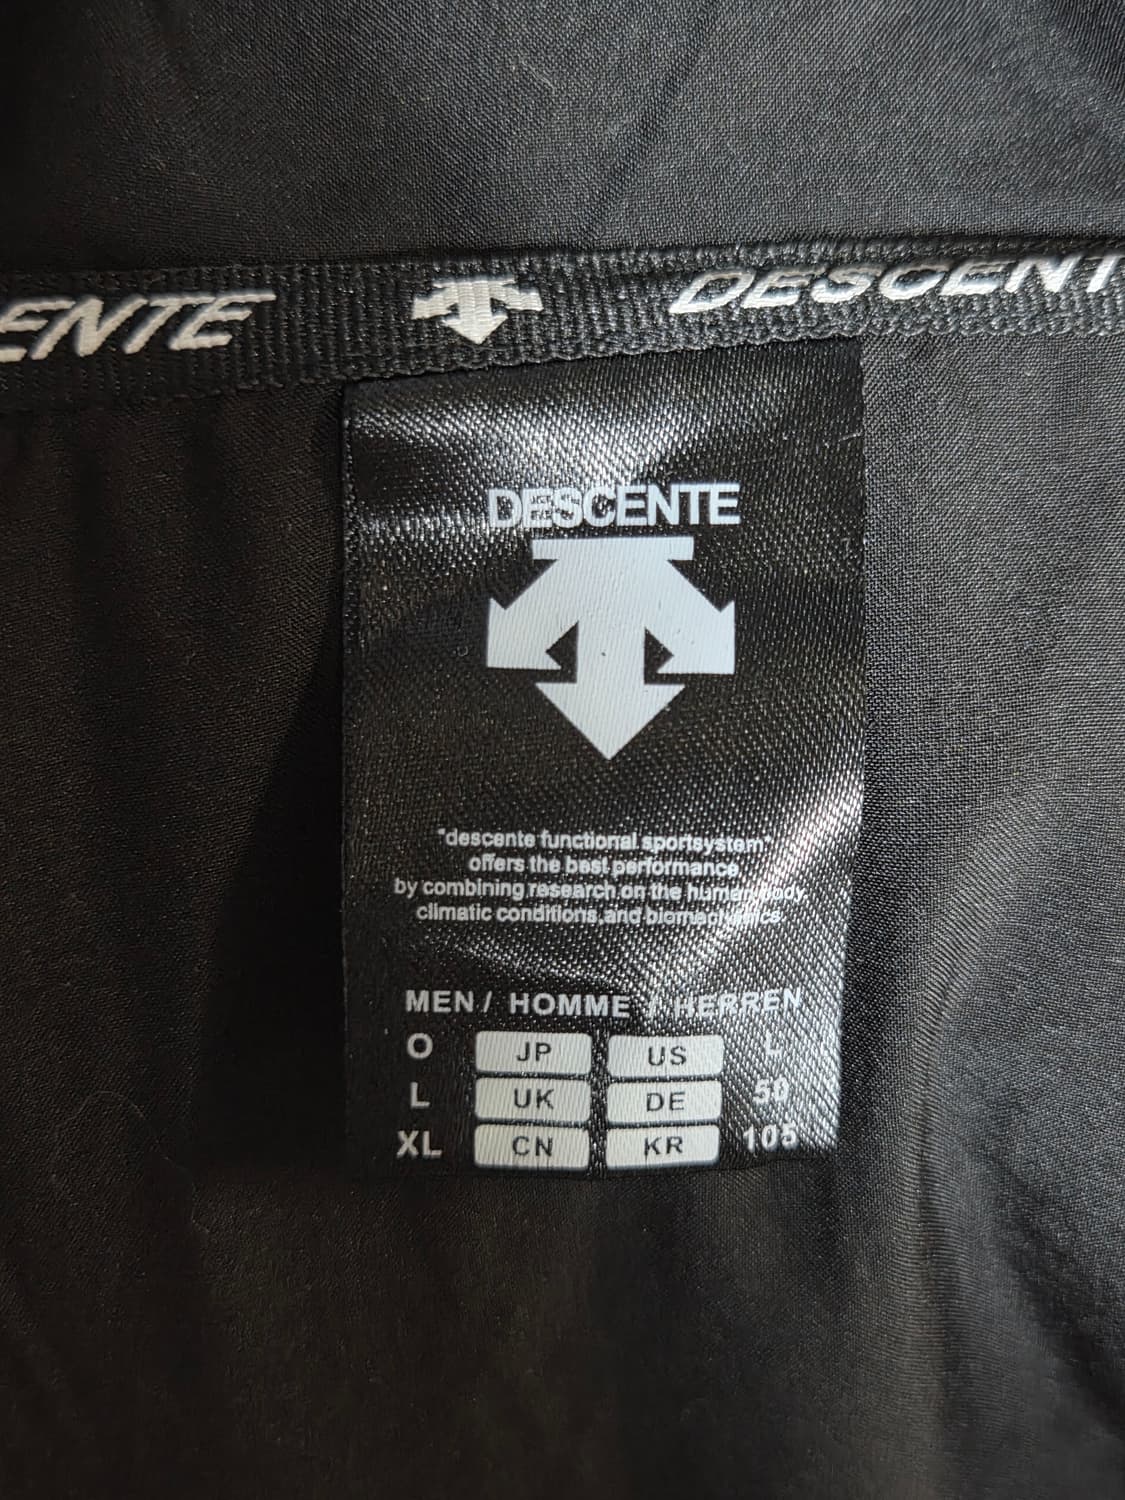 ENTE DESCENT
DESCENTE
"descente functional sportsystem"
offers the best performance
by combining research on the human body
climatic conditions and biomechanics
MEN / HOMME / HERREN
O JP US L
L UK DE 50
XL CN KR 105